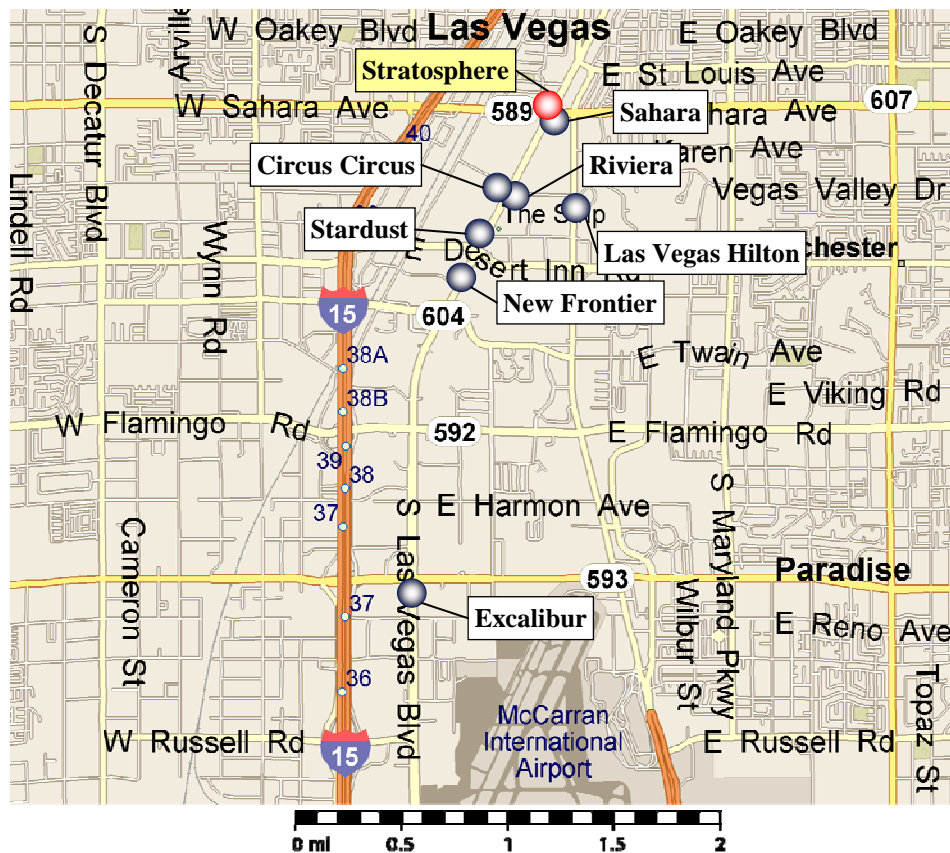 W Oakey Blvd
Las Vegas
E Oakey Blvd
S Decatur Blvd
Stratosphere
E St Louis Ave
W Sahara Ave
589
Sahara
hara Ave
607
40
Karen Ave
Circus Circus
Riviera
Vegas Valley Dr
Lindell Rd
The Strip
Stardust
Wynn Rd
Desert Inn Rd
Las Vegas Hilton
chester
New Frontier
15
604
38A
E Twain Ave
38B
E Viking Rd
W Flamingo Rd
592
E Flamingo Rd
39
38
S Maryland Pkwy
37
S Las Vegas Blvd
E Harmon Ave
Cameron St
593
Paradise
Wilbur St
37
Excalibur
E Reno Ave
36
Topaz St
McCarran
International
Airport
W Russell Rd
15
E Russell Rd
0 mi 0.5 1 1.5 2